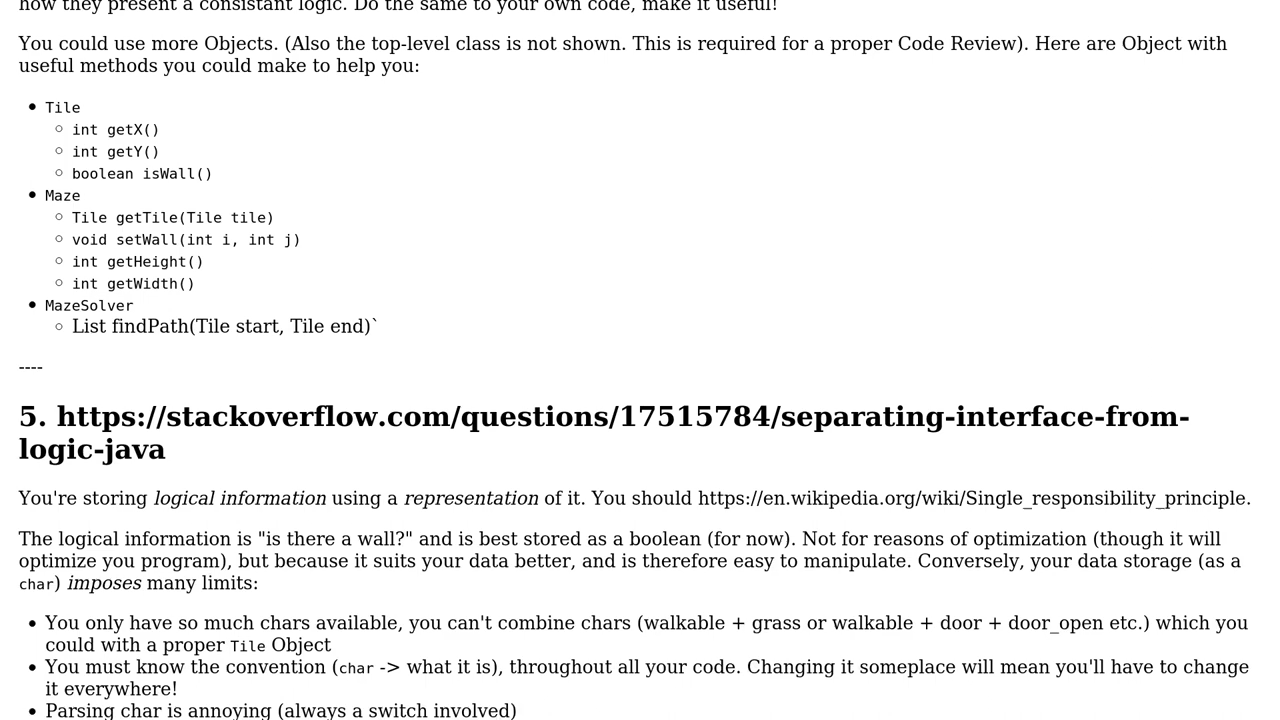 how they present a consistant logic. Do the same to your own code, make it useful!
You could use more Objects. (Also the top-level class is not shown. This is required for a proper Code Review). Here are Object with
useful methods you could make to help you:
• Tile
◦ int getX()
◦ int getY()
◦ boolean isWall()
• Maze
◦ Tile getTile(Tile tile)
◦ void setWall(int i, int j)
◦ int getHeight()
◦ int getWidth()
• MazeSolver
◦ List findPath(Tile start, Tile end)`
----
5. https://stackoverflow.com/questions/17515784/separating-interface-from-
logic-java
You're storing logical information using a representation of it. You should https://en.wikipedia.org/wiki/Single_responsibility_principle.
The logical information is "is there a wall?" and is best stored as a boolean (for now). Not for reasons of optimization (though it will
optimize you program), but because it suits your data better, and is therefore easy to manipulate. Conversely, your data storage (as a
char) imposes many limits:
• You only have so much chars available, you can't combine chars (walkable + grass or walkable + door + door_open etc.) which you
could with a proper Tile Object
• You must know the convention (char -> what it is), throughout all your code. Changing it someplace will mean you'll have to change
it everywhere!
• Parsing char is annoying (always a switch involved)